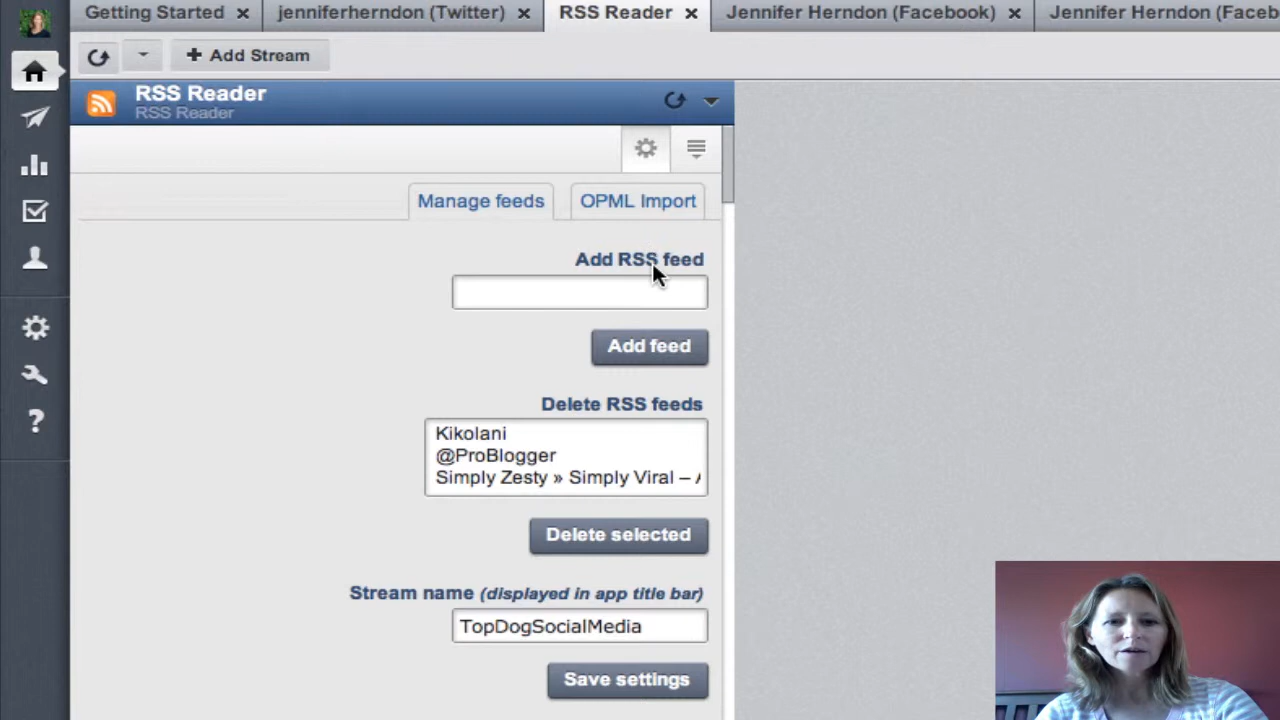 Getting Started
jenniferherndon (Twitter)
RSS Reader
Jennifer Herndon (Facebook)
Jennifer Herndon (Faceb
Add Stream
RSS Reader
RSS Reader
Manage feeds
OPML Import
Add RSS feed
Add feed
Delete RSS feeds
Kikolani
@ProBlogger
Simply Zesty » Simply Viral –
Delete selected
Stream name (displayed in app title bar)
TopDogSocialMedia
Save settings